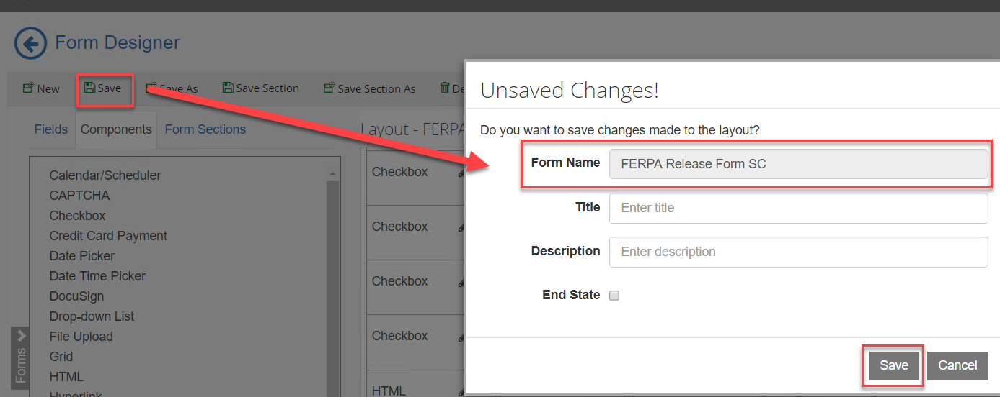 Form Designer
New
Save
Save As
Save Section
Save Section As
De
Fields
Components
Form Sections
Calendar/Scheduler
CAPTCHA
Checkbox
Credit Card Payment
Date Picker
Date Time Picker
DocuSign
Drop-down List
File Upload
Grid
HTML
Hyperlink
Forms
Layout - FERPA
Checkbox
Checkbox
Checkbox
Checkbox
HTML
Unsaved Changes!
Do you want to save changes made to the layout?
Form Name
FERPA Release Form SC
Title
Enter title
Description
Enter description
End State
Save
Cancel